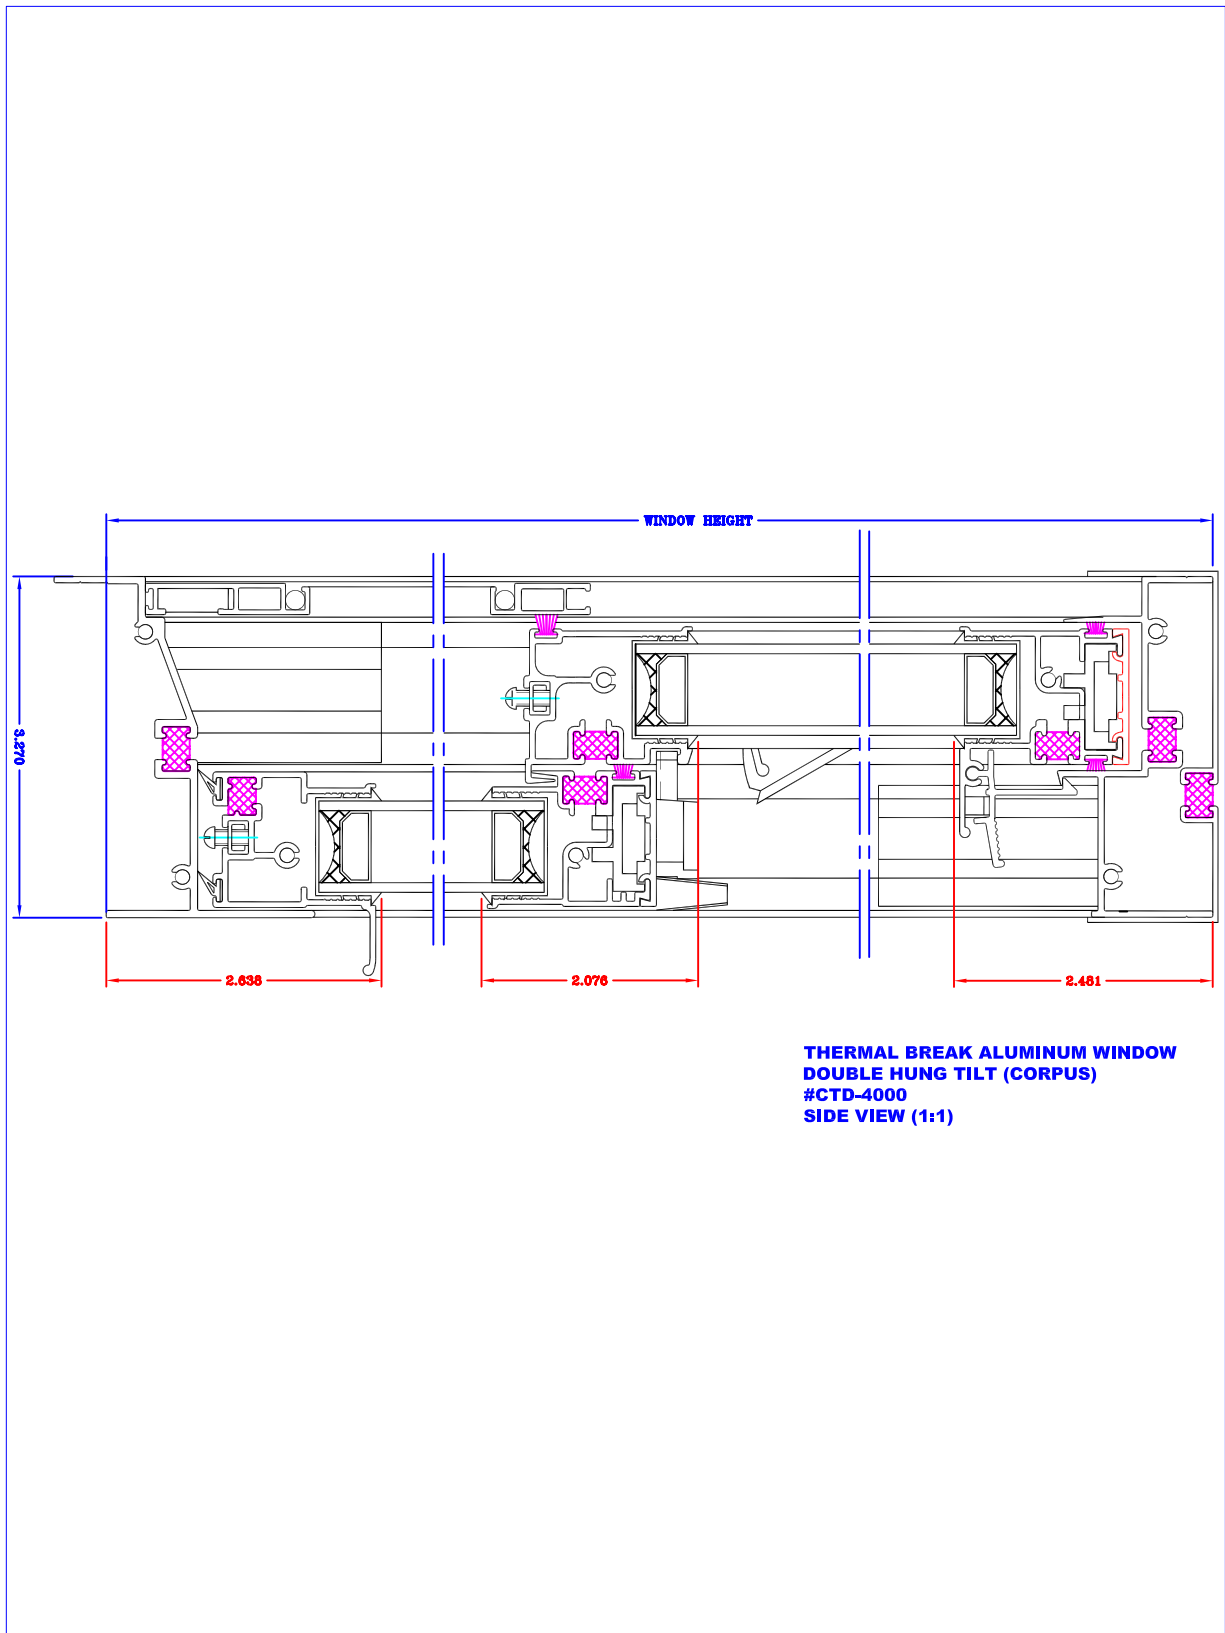 WINDOW HEIGHT
3.270
2.638
2.076
2.481
THERMAL BREAK ALUMINUM WINDOW
DOUBLE HUNG TILT (CORPUS)
#CTD-4000
SIDE VIEW (1:1)